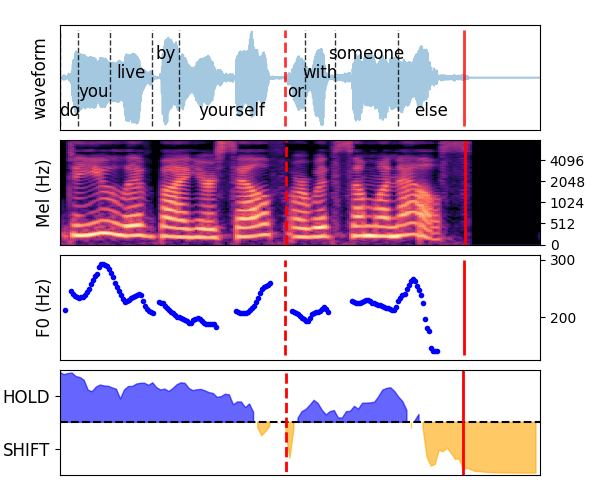 waveform
do
you
live
by
yourself
or
with
someone
else
Mel (Hz)
4096
2048
1024
512
0
F0 (Hz)
300
200
HOLD
SHIFT